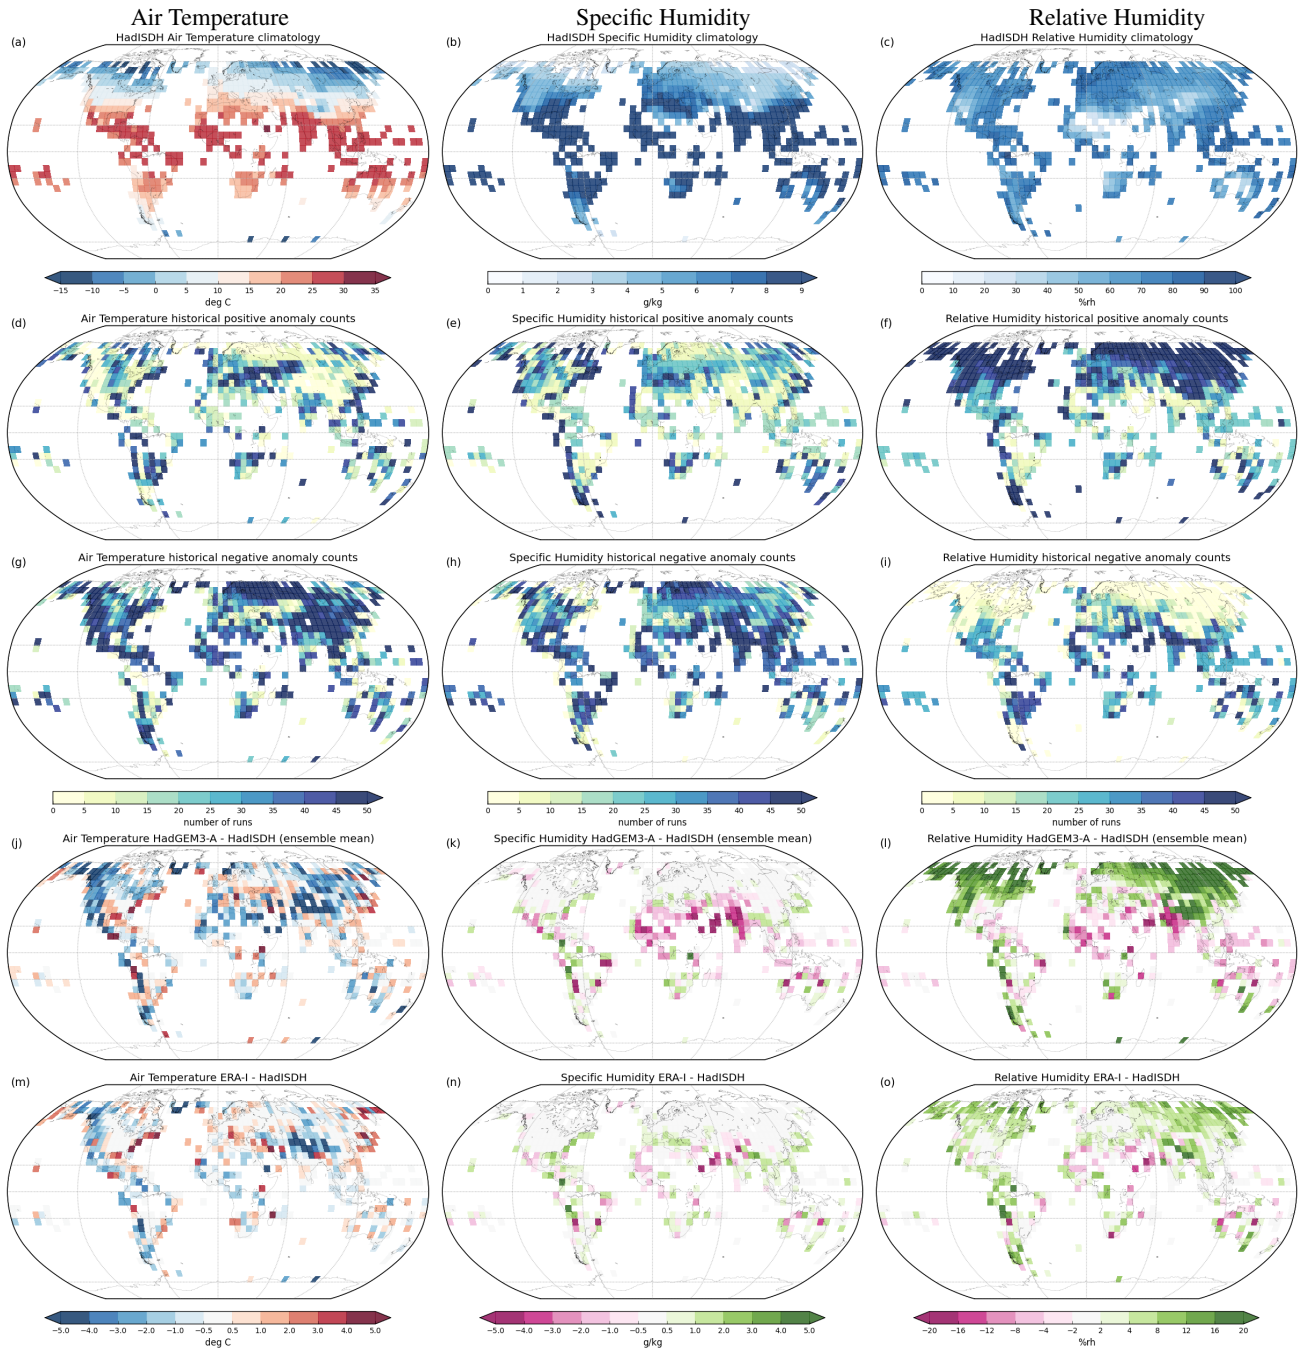 Air Temperature Specific Humidity Relative Humidity
(a) HadISDH Air Temperature climatology (b) HadISDH Specific Humidity climatology (c) HadISDH Relative Humidity climatology
−15 −10 −5 0 5 10 15 20 25 30 35 0 1 2 3 4 5 6 7 8 9 0 10 20 30 40 50 60 70 80 90 100
deg C g/kg %rh
(d) Air Temperature historical positive anomaly counts (e) Specific Humidity historical positive anomaly counts (f) Relative Humidity historical positive anomaly counts
(g) Air Temperature historical negative anomaly counts (h) Specific Humidity historical negative anomaly counts (i) Relative Humidity historical negative anomaly counts
0 5 10 15 20 25 30 35 40 45 50 0 5 10 15 20 25 30 35 40 45 50 0 5 10 15 20 25 30 35 40 45 50
number of runs number of runs number of runs
(j) Air Temperature HadGEM3-A - HadISDH (ensemble mean) (k) Specific Humidity HadGEM3-A - HadISDH (ensemble mean) (l) Relative Humidity HadGEM3-A - HadISDH (ensemble mean)
(m) Air Temperature ERA-I - HadISDH (n) Specific Humidity ERA-I - HadISDH (o) Relative Humidity ERA-I - HadISDH
−5.0 −4.0 −3.0 −2.0 −1.0 −0.5 0.5 1.0 2.0 3.0 4.0 5.0 −5.0 −4.0 −3.0 −2.0 −1.0 −0.5 0.5 1.0 2.0 3.0 4.0 5.0 −20 −16 −12 −8 −4 −2 2 4 8 12 16 20
deg C g/kg %rh